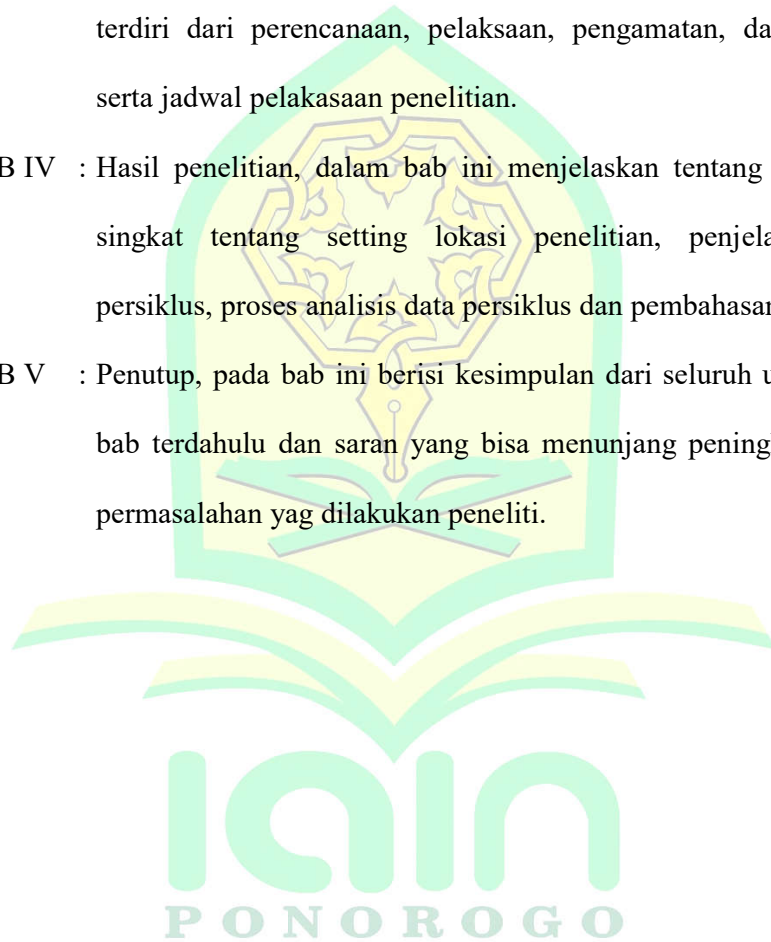 terdiri dari perencanaan, pelaksaan, pengamatan, da
serta jadwal pelakasaan penelitian.
B IV : Hasil penelitian, dalam bab ini menjelaskan tentang
singkat tentang setting lokasi penelitian, penjela
persiklus, proses analisis data persiklus dan pembahasan
B V : Penutup, pada bab ini berisi kesimpulan dari seluruh u
bab terdahulu dan saran yang bisa menunjang pening
permasalahan yag dilakukan peneliti.
IAIN
PONOROGO